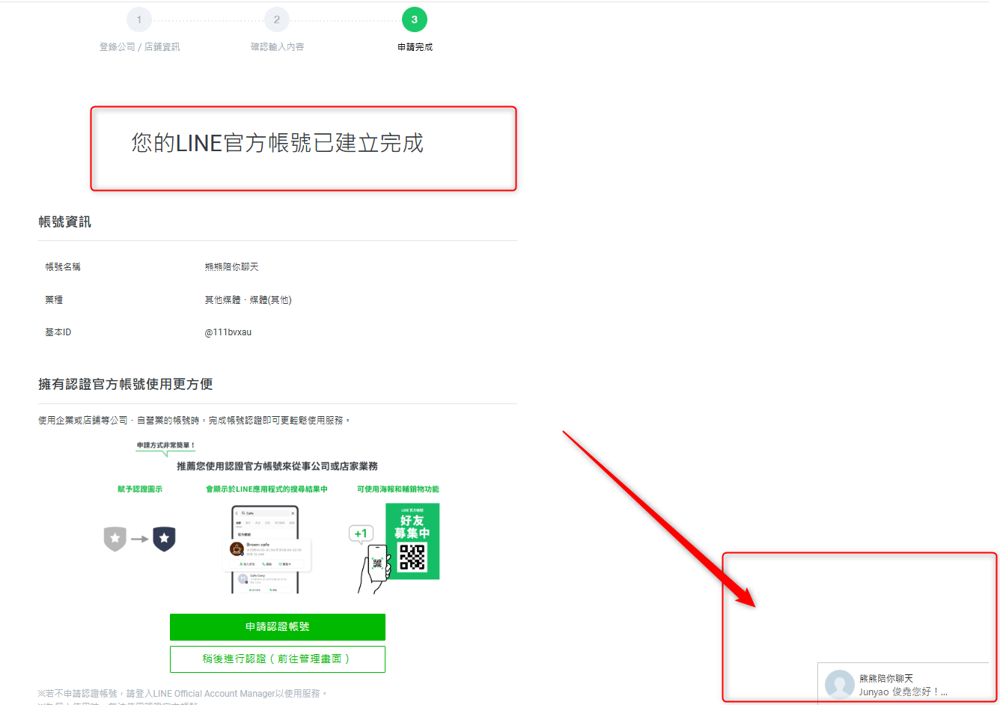 1
2
3
登錄公司 / 店鋪資訊
確認輸入內容
申請完成
您的LINE官方帳號已建立完成
帳號資訊
帳號名稱
熊熊陪你聊天
業種
其他媒體 · 媒體(其他)
基本ID
@111bvxau
擁有認證官方帳號使用更方便
使用企業或店鋪等公司 · 自營業的帳號時，完成帳號認證即可更輕鬆使用服務。
申請方式非常簡單！
推薦您使用認證官方帳號來從事公司或店家業務
賦予認證圖示
會顯示於LINE應用程式的搜尋結果中
可使用海報和輔銷物功能
Cafe
官方帳號
Brown cafe
Cafe Cony
+1
LINE官方帳號
好友
募集中
申請認證帳號
稍後進行認證 ( 前往管理畫面 )
熊熊陪你聊天
Junyao 俊堯您好！...
※若不申請認證帳號，請登入LINE Official Account Manager以使用服務。